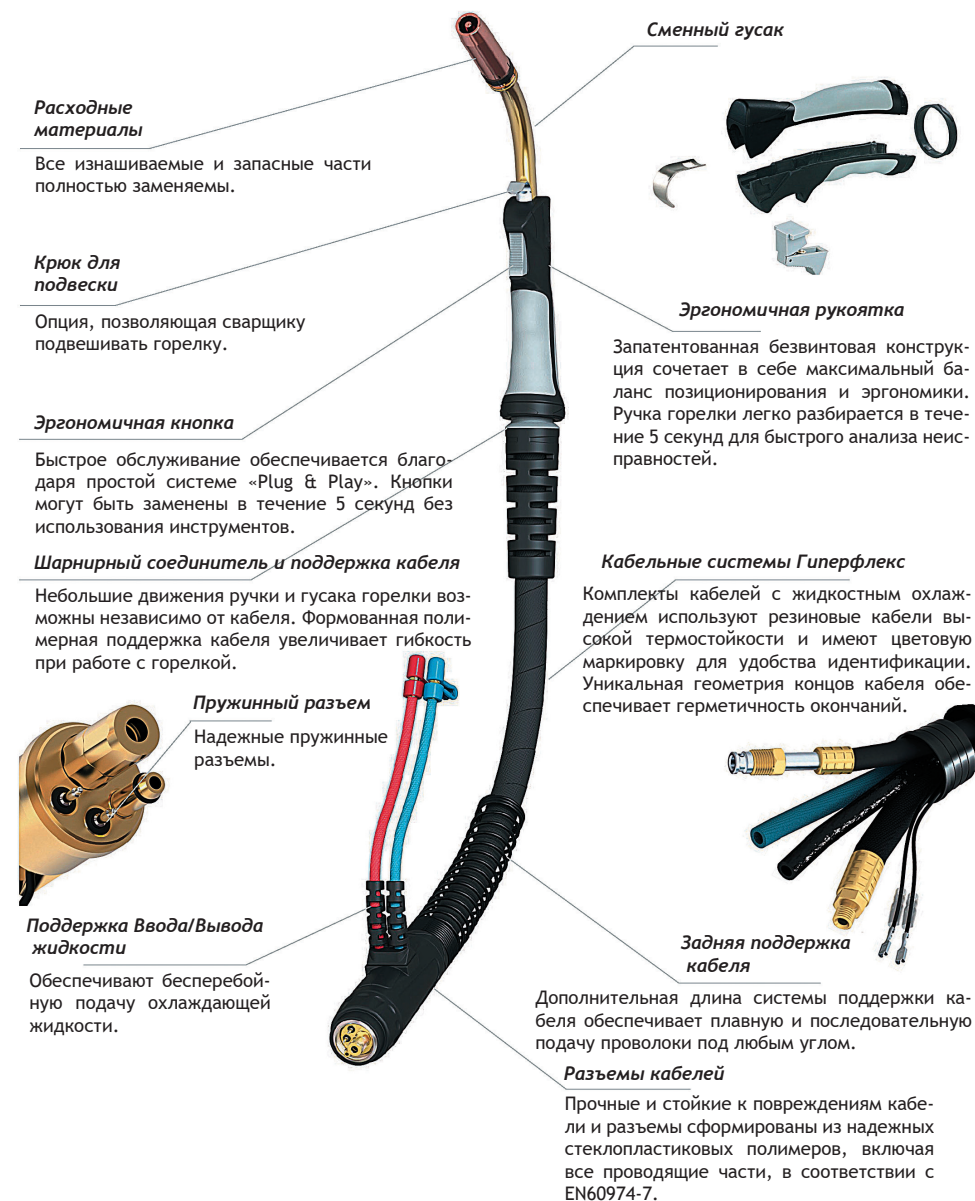 Сменный гусак
Расходные
материалы
Все изнашиваемые и запасные части
полностью заменяемы.
Крюк для
подвески
Опция, позволяющая сварщику
подвешивать горелку.
Эргономичная рукоятка
Запатентованная безвинтовая конструк-
ция сочетает в себе максимальный ба-
ланс позиционирования и эргономики.
Ручка горелки легко разбирается в тече-
ние 5 секунд для быстрого анализа неис-
правностей.
Эргономичная кнопка
Быстрое обслуживание обеспечивается благо-
даря простой системе «Plug & Play». Кнопки
могут быть заменены в течение 5 секунд без
использования инструментов.
Шарнирный соединитель и поддержка кабеля
Небольшие движения ручки и гусака горелки воз-
можны независимо от кабеля. Формованная поли-
мерная поддержка кабеля увеличивает гибкость
при работе с горелкой.
Кабельные системы Гиперфлекс
Комплекты кабелей с жидкостным охлаж-
дением используют резиновые кабели вы-
сокой термостойкости и имеют цветовую
маркировку для удобства идентификации.
Уникальная геометрия концов кабеля обе-
спечивает герметичность окончаний.
Пружинный разъем
Надежные пружинные
разъемы.
Поддержка Ввода/Вывода
жидкости
Обеспечивают бесперебой-
ную подачу охлаждающей
жидкости.
Задняя поддержка
кабеля
Дополнительная длина системы поддержки ка-
беля обеспечивает плавную и последовательную
подачу проволоки под любым углом.
Разъемы кабелей
Прочные и стойкие к повреждениям кабе-
ли и разъемы сформированы из надежных
стеклопластиковых полимеров, включая
все проводящие части, в соответствии с
EN60974-7.